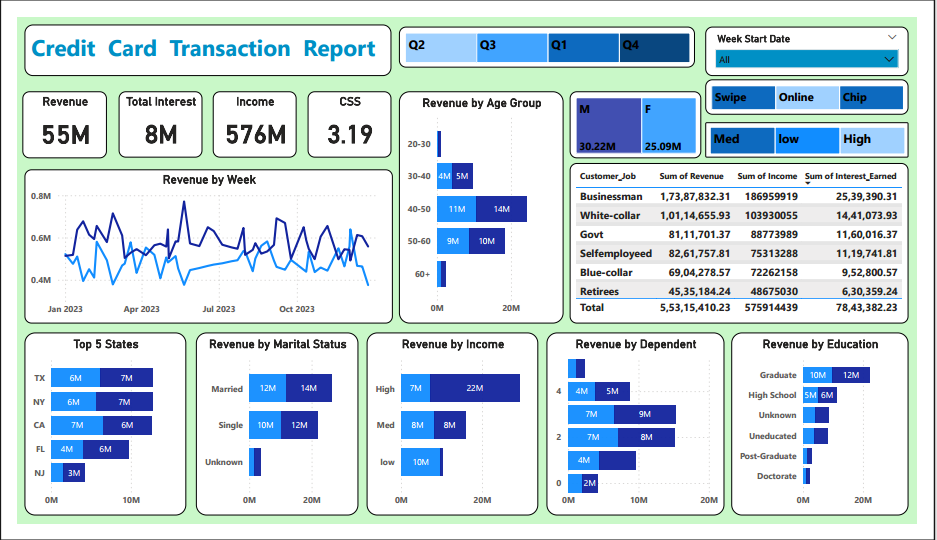 Credit Card Transaction Report
Q2 Q3 Q1 Q4
Week Start Date
All
Revenue
55M
Total Interest
8M
Income
576M
CSS
3.19
Swipe Online Chip
Med low High
M F
30.22M 25.09M
Revenue by Week
0.8M
0.6M
0.4M
Jan 2023 Apr 2023 Jul 2023 Oct 2023
Revenue by Age Group
20-30
30-40 4M 5M
40-50 11M 14M
50-60 9M 10M
60+
0M 20M
Customer_Job Sum of Revenue Sum of Income Sum of Interest_Earned
Businessman 1,73,87,832.31 186959919 25,39,390.31
White-collar 1,01,14,655.93 103930055 14,41,073.93
Govt 81,11,701.37 88773989 11,60,016.37
Selfemployeed 82,61,757.81 75313288 11,19,741.81
Blue-collar 69,04,278.57 72262158 9,52,800.57
Retirees 45,35,184.24 48675030 6,30,359.24
Total 5,53,15,410.23 575914439 78,43,382.23
Top 5 States
TX 6M 7M
NY 6M 7M
CA 7M 6M
FL 4M 6M
NJ 3M
0M 10M
Revenue by Marital Status
Married 12M 14M
Single 10M 12M
Unknown
0M 20M
Revenue by Income
High 7M 22M
Med 8M 8M
low 10M
0M 20M
Revenue by Dependent
4 4M 5M
7M 9M
2 7M 8M
4M
0 2M
0M 10M 20M
Revenue by Education
Graduate 10M 12M
High School 5M 6M
Unknown
Uneducated
Post-Graduate
Doctorate
0M 20M